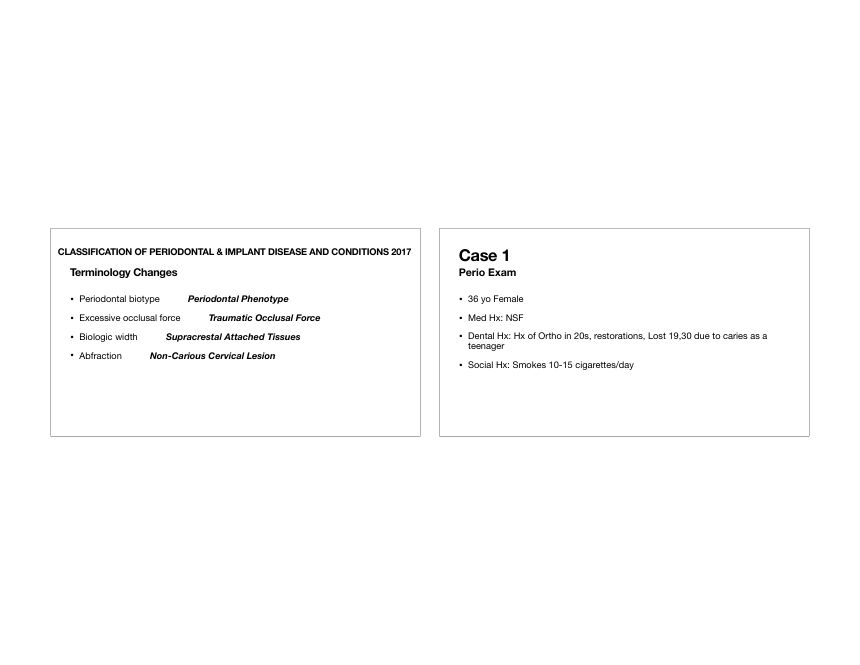 CLASSIFICATION OF PERIODONTAL & IMPLANT DISEASE AND CONDITIONS 2017
Terminology Changes
• Periodontal biotype Periodontal Phenotype
• Excessive occlusal force Traumatic Occlusal Force
• Biologic width Supracrestal Attached Tissues
• Abfraction Non-Carious Cervical Lesion
Case 1
Perio Exam
• 36 yo Female
• Med Hx: NSF
• Dental Hx: Hx of Ortho in 20s, restorations, Lost 19,30 due to caries as a
teenager
• Social Hx: Smokes 10-15 cigarettes/day